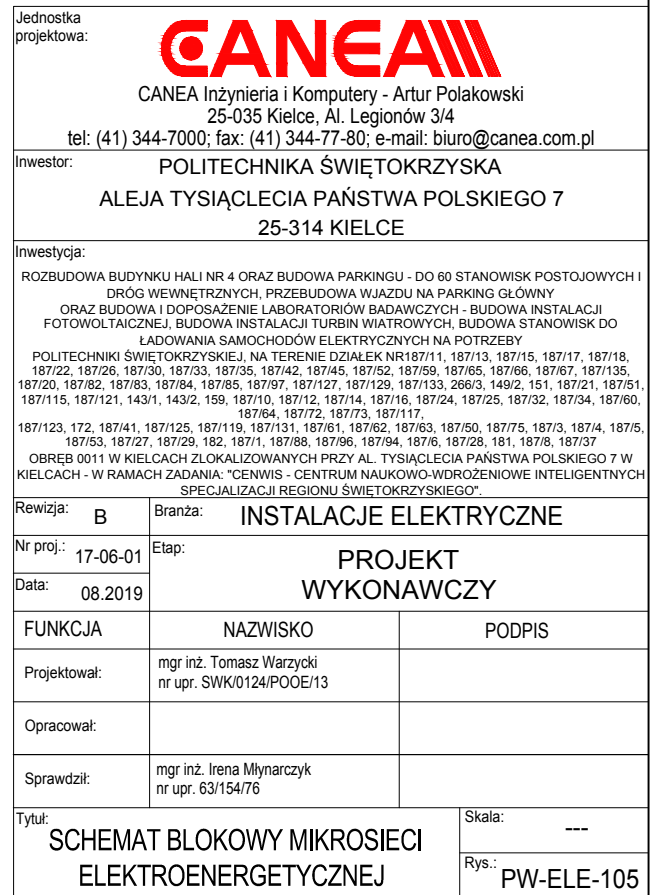 Jednostka
projektowa:
CANEA
CANEA Inżynieria i Komputery - Artur Polakowski
25-035 Kielce, Al. Legionów 3/4
tel: (41) 344-7000; fax: (41) 344-77-80; e-mail: biuro@canea.com.pl
Inwestor:
POLITECHNIKA ŚWIĘTOKRZYSKA
ALEJA TYSIĄCLECIA PAŃSTWA POLSKIEGO 7
25-314 KIELCE
Inwestycja:
ROZBUDOWA BUDYNKU HALI NR 4 ORAZ BUDOWA PARKINGU - DO 60 STANOWISK POSTOJOWYCH I
DRÓG WEWNĘTRZNYCH, PRZEBUDOWA WJAZDU NA PARKING GŁÓWNY
ORAZ BUDOWA I DOPOSAŻENIE LABORATORIÓW BADAWCZYCH - BUDOWA INSTALACJI
FOTOWOLTAICZNEJ, BUDOWA INSTALACJI TURBIN WIATROWYCH, BUDOWA STANOWISK DO
ŁADOWANIA SAMOCHODÓW ELEKTRYCZNYCH NA POTRZEBY
POLITECHNIKI ŚWIĘTOKRZYSKIEJ, NA TERENIE DZIAŁEK NR187/11, 187/13, 187/15, 187/17, 187/18,
187/22, 187/26, 187/30, 187/33, 187/35, 187/42, 187/45, 187/52, 187/59, 187/65, 187/66, 187/67, 187/135,
187/20, 187/82, 187/83, 187/84, 187/85, 187/97, 187/127, 187/129, 187/133, 266/3, 149/2, 151, 187/21, 187/51,
187/115, 187/121, 143/1, 143/2, 159, 187/10, 187/12, 187/14, 187/16, 187/24, 187/25, 187/32, 187/34, 187/60,
187/64, 187/72, 187/73, 187/117,
187/123, 172, 187/41, 187/125, 187/119, 187/131, 187/61, 187/62, 187/63, 187/50, 187/75, 187/3, 187/4, 187/5,
187/53, 187/27, 187/29, 182, 187/1, 187/88, 187/96, 187/94, 187/6, 187/28, 181, 187/8, 187/37
OBRĘB 0011 W KIELCACH ZLOKALIZOWANYCH PRZY AL. TYSIĄCLECIA PAŃSTWA POLSKIEGO 7 W
KIELCACH - W RAMACH ZADANIA: "CENWIS - CENTRUM NAUKOWO-WDROŻENIOWE INTELIGENTNYCH
SPECJALIZACJI REGIONU ŚWIĘTOKRZYSKIEGO".
Rewizja: B
Branża: INSTALACJE ELEKTRYCZNE
Nr proj.: 17-06-01
Etap: PROJEKT
WYKONAWCZY
Data: 08.2019
FUNKCJA NAZWISKO PODPIS
Projektował: mgr inż. Tomasz Warzycki
nr upr. SWK/0124/POOE/13
Opracował:
Sprawdził: mgr inż. Irena Młynarczyk
nr upr. 63/154/76
Tytuł:
SCHEMAT BLOKOWY MIKROSIECI
ELEKTROENERGETYCZNEJ
Skala: ---
Rys.: PW-ELE-105